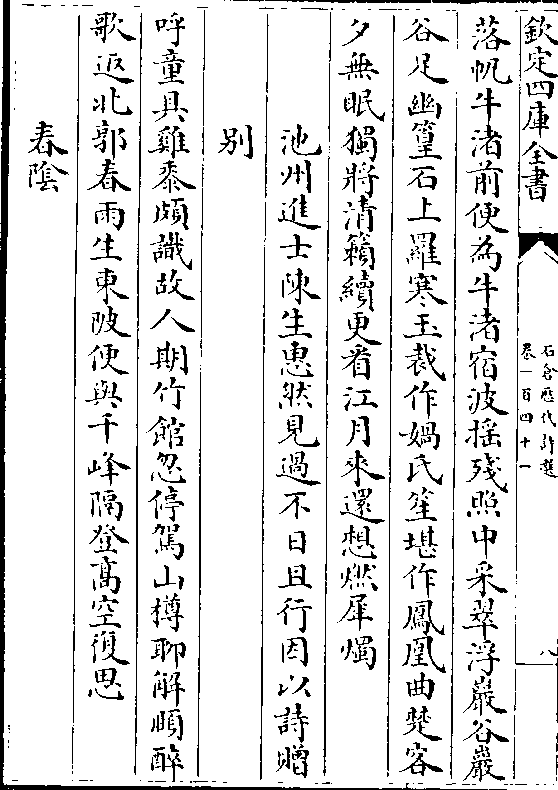 欽定四庫全書
石倉歷代詩選
卷一百四十一
八
落帆牛渚前便為牛渚宿波揺殘照中采翠浮巖谷巖
谷足幽篁石上羅寒玉裁作媧氏笙堪作鳳凰曲楚客
夕無眠獨將清籟續更看江月來還想燃犀燭
池州進士陳生惠然見過不日且行因以詩贈
别
呼童具雞黍頗識故人期竹館忽停駕山樽聊解頤醉
歌返北郭春雨生東陂便與千峰隔登髙空復思
春陰